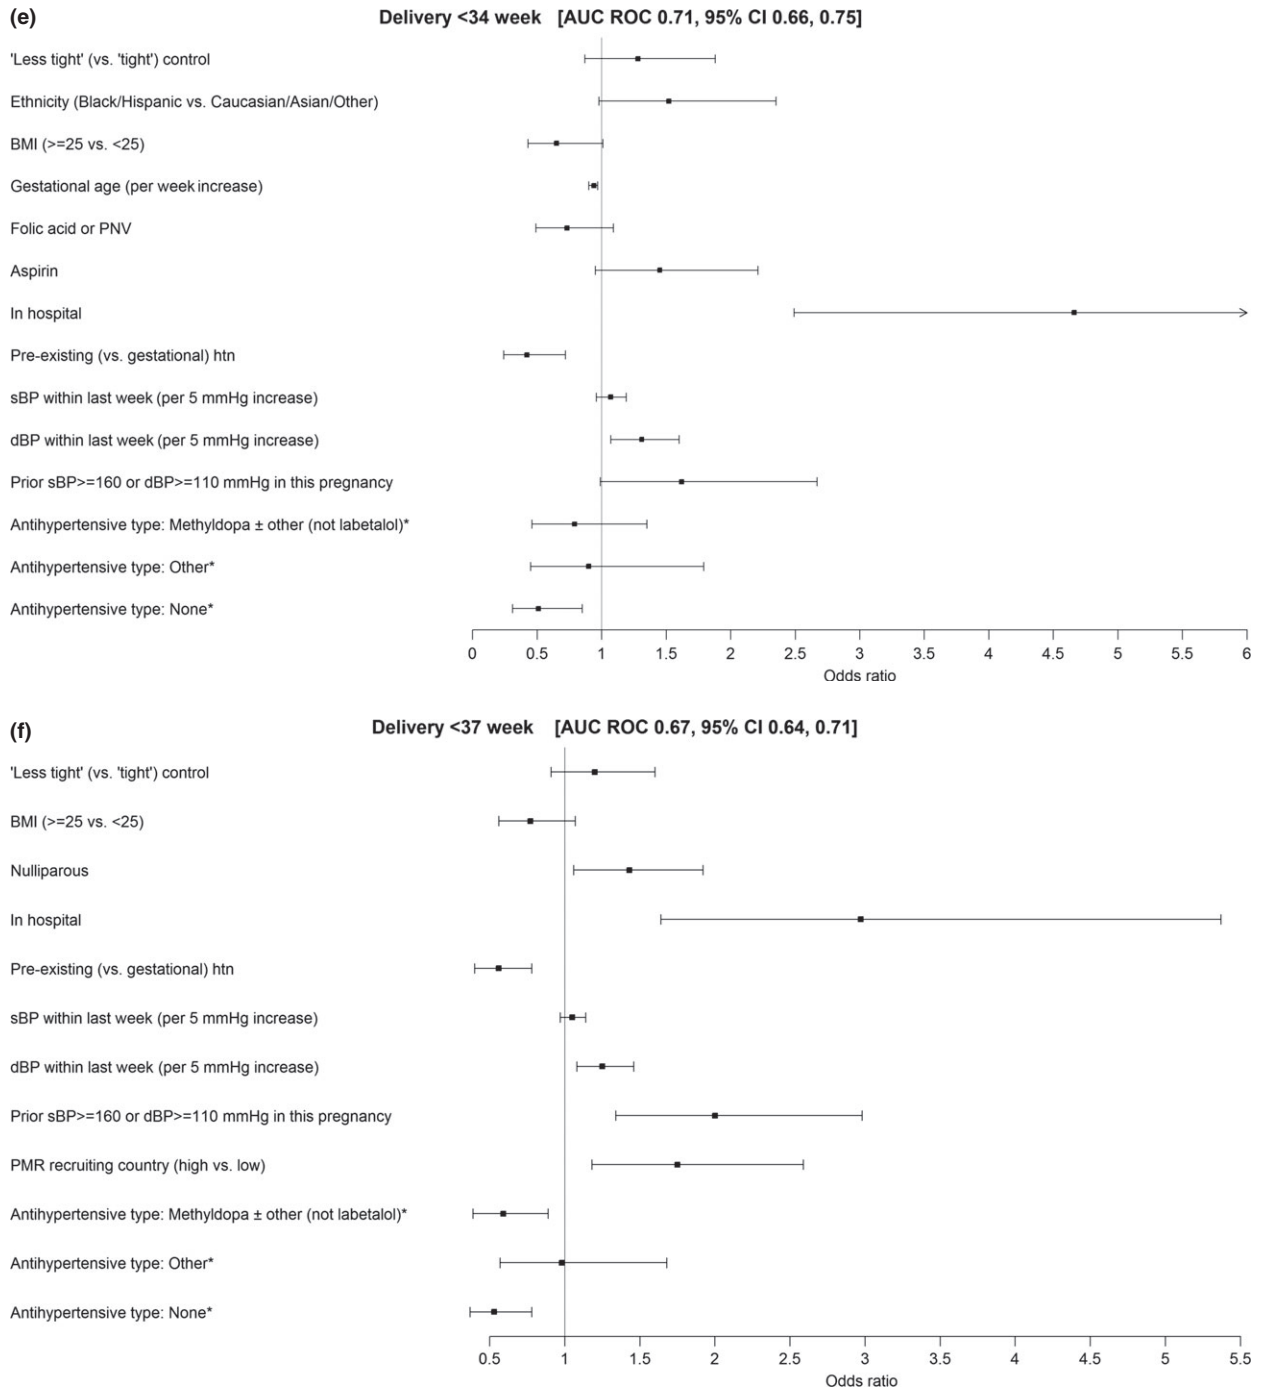 (e)
Delivery <34 week [AUC ROC 0.71, 95% CI 0.66, 0.75]
'Less tight' (vs. 'tight') control
Ethnicity (Black/Hispanic vs. Caucasian/Asian/Other)
BMI (>=25 vs. <25)
Gestational age (per week increase)
Folic acid or PNV
Aspirin
In hospital
Pre-existing (vs. gestational) htn
sBP within last week (per 5 mmHg increase)
dBP within last week (per 5 mmHg increase)
Prior sBP>=160 or dBP>=110 mmHg in this pregnancy
Antihypertensive type: Methyldopa ± other (not labetalol)*
Antihypertensive type: Other*
Antihypertensive type: None*
0 0.5 1 1.5 2 2.5 3 3.5 4 4.5 5 5.5 6
Odds ratio
(f)
Delivery <37 week [AUC ROC 0.67, 95% CI 0.64, 0.71]
'Less tight' (vs. 'tight') control
BMI (>=25 vs. <25)
Nulliparous
In hospital
Pre-existing (vs. gestational) htn
sBP within last week (per 5 mmHg increase)
dBP within last week (per 5 mmHg increase)
Prior sBP>=160 or dBP>=110 mmHg in this pregnancy
PMR recruiting country (high vs. low)
Antihypertensive type: Methyldopa ± other (not labetalol)*
Antihypertensive type: Other*
Antihypertensive type: None*
0.5 1 1.5 2 2.5 3 3.5 4 4.5 5 5.5
Odds ratio